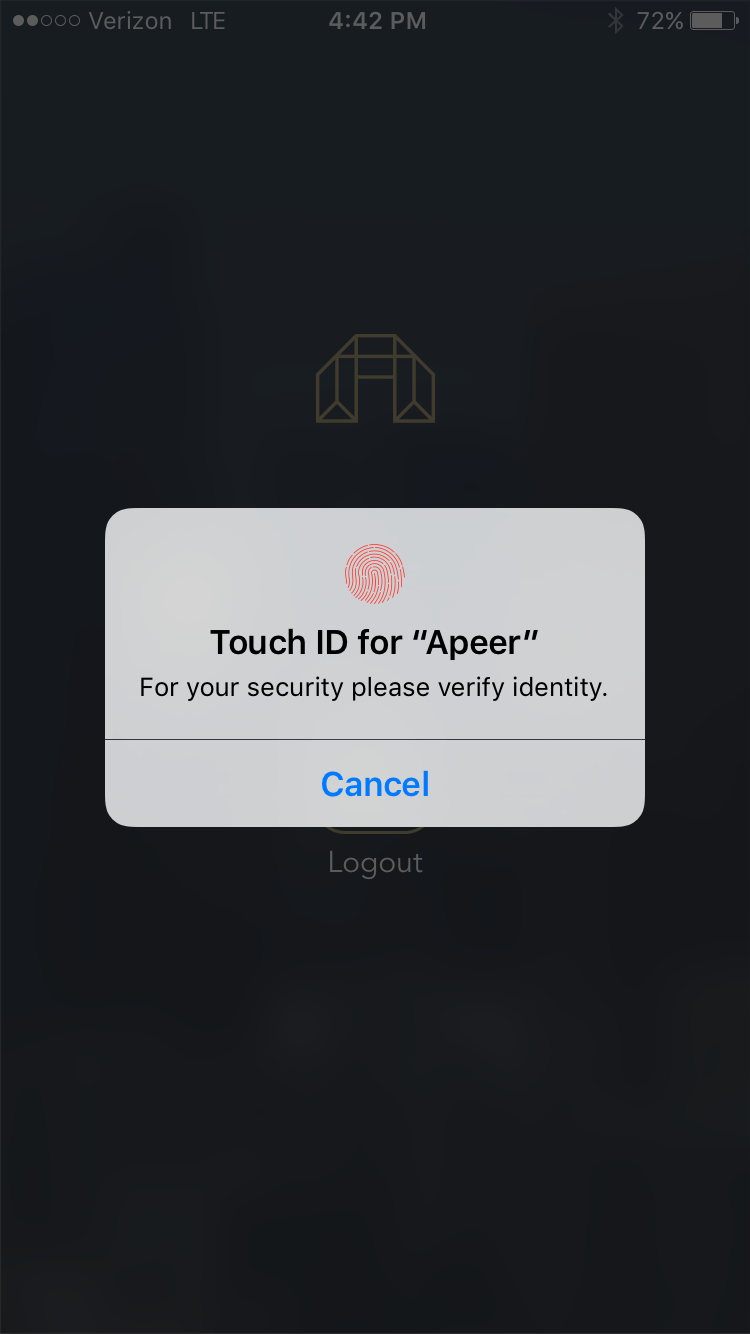 Verizon LTE 4:42 PM 72%
Touch ID for “Apeer”
For your security please verify identity.
Cancel
Logout